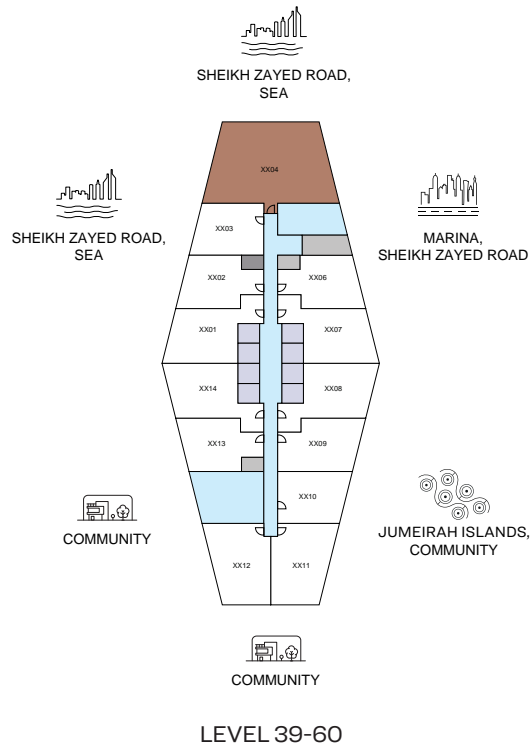 SHEIKH ZAYED ROAD,
SEA
XX04
SHEIKH ZAYED ROAD,
SEA
MARINA,
SHEIKH ZAYED ROAD
XX03
XX02
XX06
XX01
XX07
XX14
XX08
XX13
XX09
XX10
COMMUNITY
JUMEIRAH ISLANDS,
COMMUNITY
XX12
XX11
COMMUNITY
LEVEL 39-60